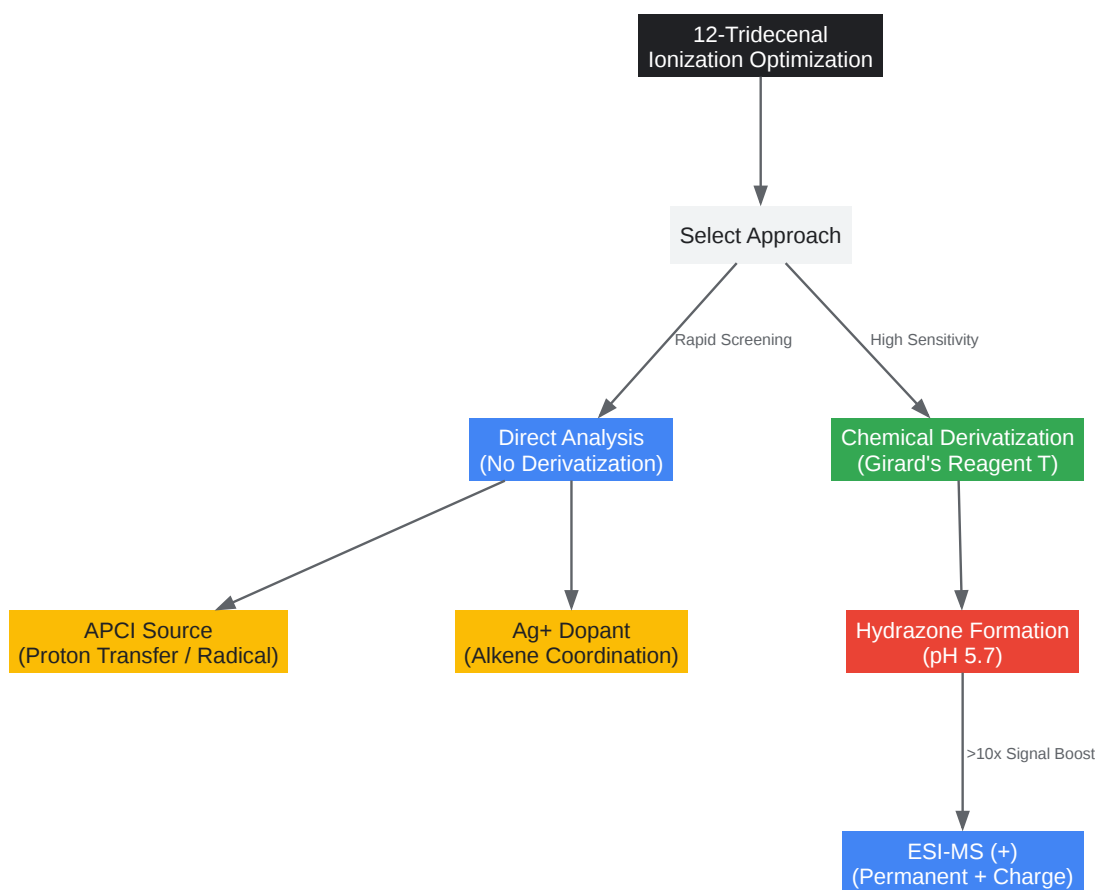 12-Tridecenal
Ionization Optimization
Select Approach
Rapid Screening
High Sensitivity
Direct Analysis
(No Derivatization)
Chemical Derivatization
(Girard's Reagent T)
APCI Source
(Proton Transfer / Radical)
Ag+ Dopant
(Alkene Coordination)
Hydrazone Formation
(pH 5.7)
>10x Signal Boost
ESI-MS (+)
(Permanent + Charge)